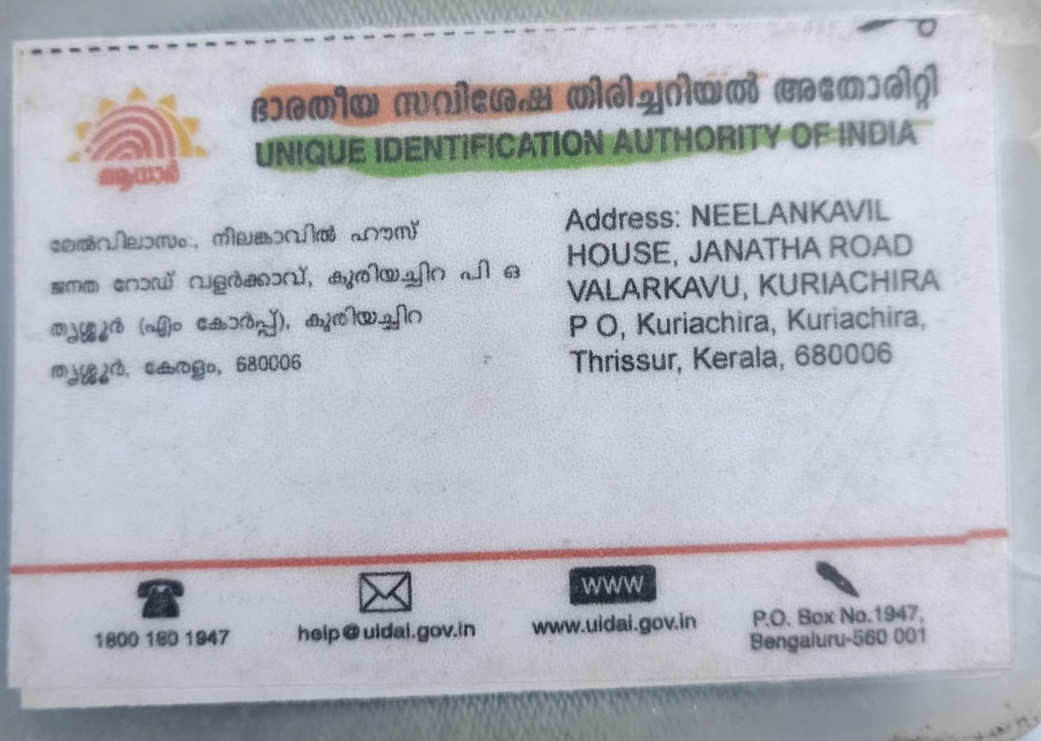 ഭാരതീയ സവിശേഷ തിരിച്ചറിയൽ അതോരിറ്റി
UNIQUE IDENTIFICATION AUTHORITY OF INDIA
ആധാർ
മേൽവിലാസം:, നീലങ്കാവിൽ ഹൗസ്
ജനത റോഡ് വളർക്കാവ്, കുരിയച്ചിറ പി ഒ
തൃശ്ശൂർ (എം കോർപ്പ്), കുരിയച്ചിറ
തൃശ്ശൂർ, കേരളം, 680006
Address: NEELANKAVIL
HOUSE, JANATHA ROAD
VALARKAVU, KURIACHIRA
P O, Kuriachira, Kuriachira,
Thrissur, Kerala, 680006
1800 180 1947
help@uidai.gov.in
WWW
www.uidai.gov.in
P.O. Box No.1947,
Bengaluru-560 001